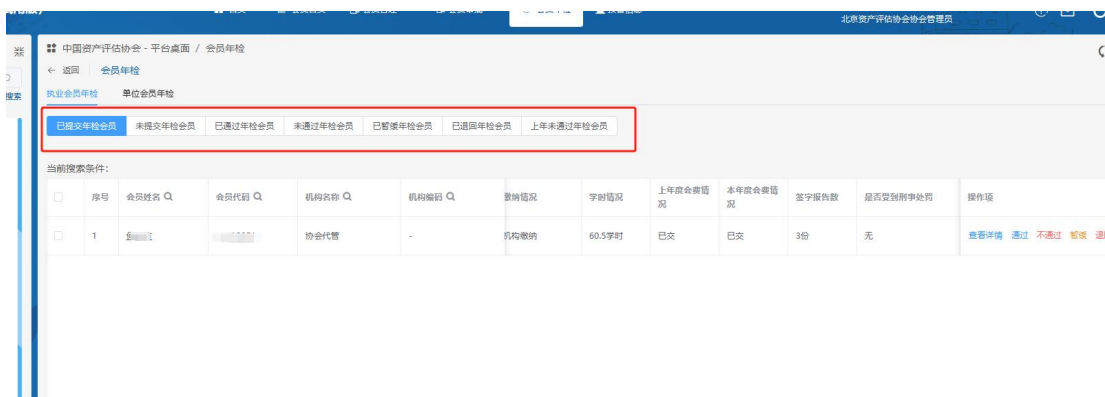 北京资产评估协会协会管理员
中国资产评估协会 - 平台桌面 / 会员年检
← 返回 会员年检
搜索
执业会员年检 单位会员年检
已提交年检会员 未提交年检会员 已通过年检会员 未通过年检会员 已暂缓年检会员 已退回年检会员 上年未通过年检会员
当前搜索条件：
序号 会员姓名 会员代码 机构名称 机构编码 缴纳情况 学时情况 上年度会费情况 本年度会费情况 签字报告数 是否受到刑事处罚 操作项
1 协会代管 - 机构缴纳 60.5学时 已交 已交 3份 无 查看详情 通过 不通过 暂缓